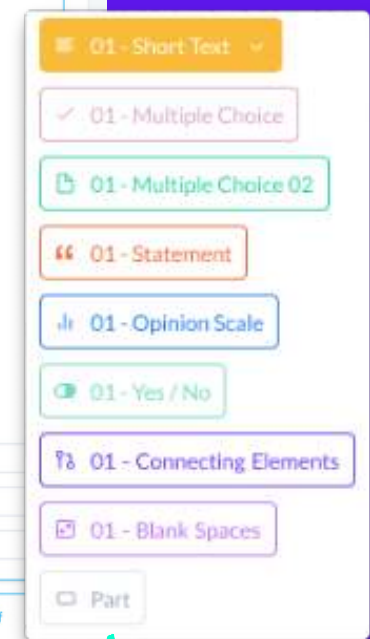 01 - Short Text
01 - Multiple Choice
01 - Multiple Choice 02
01 - Statement
01 - Opinion Scale
01 - Yes / No
01 - Connecting Elements
01 - Blank Spaces
Part